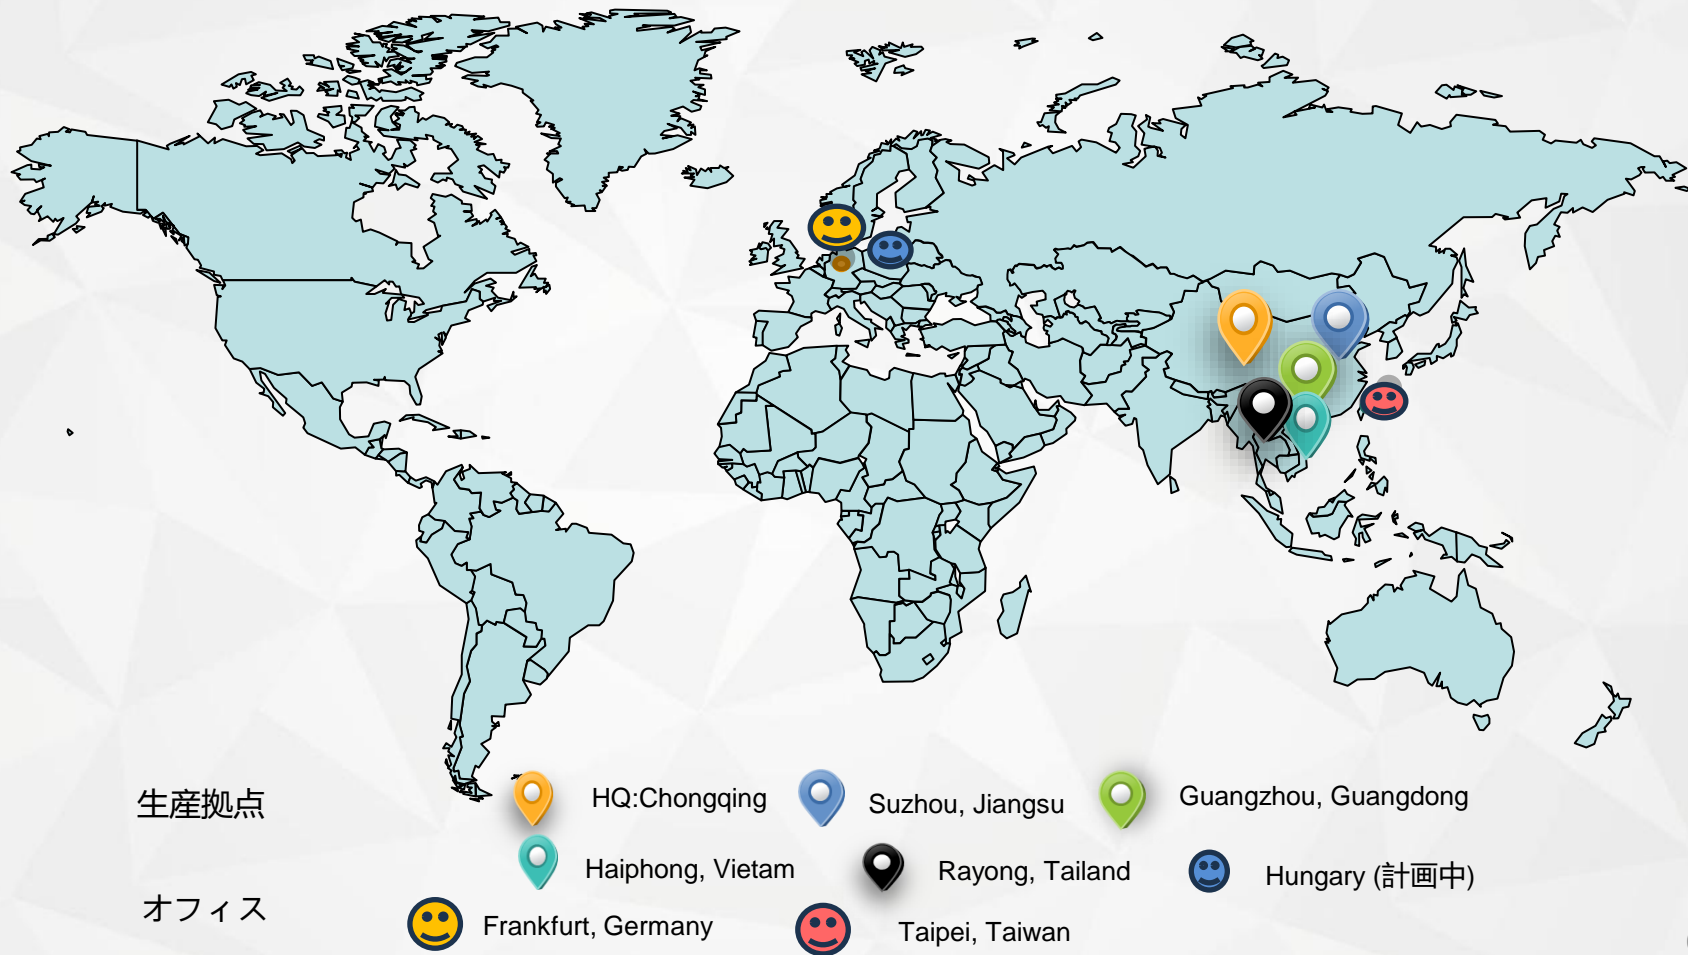 生産拠点
HQ:Chongqing
Suzhou, Jiangsu
Guangzhou, Guangdong
Haiphong, Vietam
Rayong, Tailand
Hungary (計画中)
オフィス
Frankfurt, Germany
Taipei, Taiwan